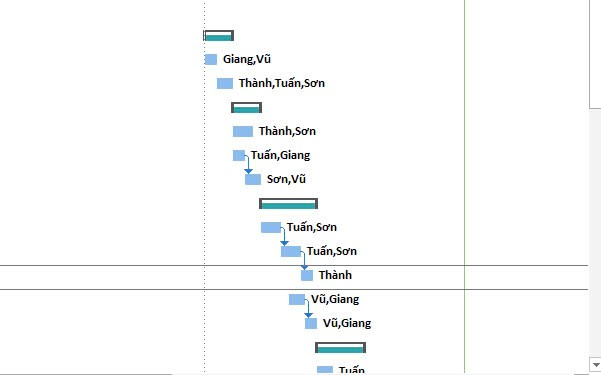 Giang,Vũ
Thành,Tuấn,Sơn
Thành,Sơn
Tuấn,Giang
Sơn,Vũ
Tuấn,Sơn
Tuấn,Sơn
Thành
Vũ,Giang
Vũ,Giang
Tuấn